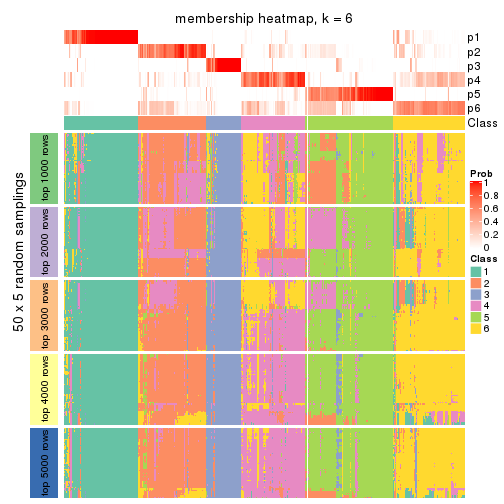 membership heatmap, k = 6
p1
p2
p3
p4
p5
p6
Class
50 x 5 random samplings
top 1000 rows
top 2000 rows
top 3000 rows
top 4000 rows
top 5000 rows
Prob
1
0.8
0.6
0.4
0.2
0
Class
1
2
3
4
5
6